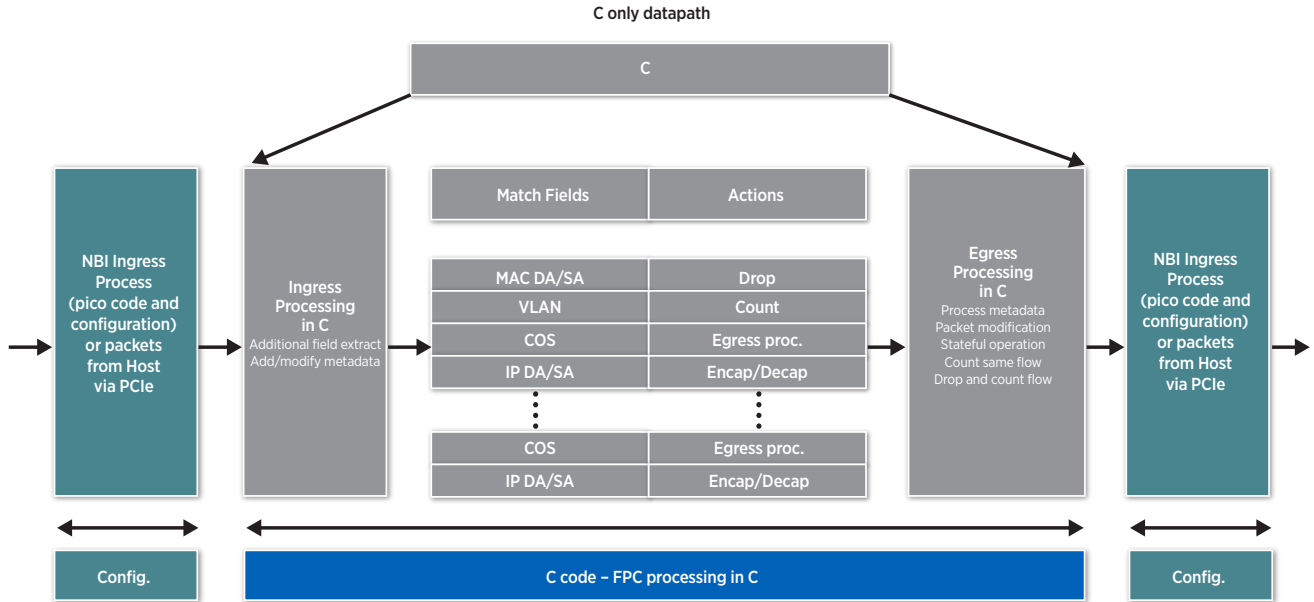 C only datapath
C
NBI Ingress
Process
(pico code and
configuration)
or packets
from Host
via PCIe
Ingress
Processing
in C
Additional field extract
Add/modify metadata
Match Fields
Actions
MAC DA/SA
Drop
VLAN
Count
COS
Egress proc.
IP DA/SA
Encap/Decap
COS
Egress proc.
IP DA/SA
Encap/Decap
Egress
Processing
in C
Process metadata
Packet modification
Stateful operation
Count same flow
Drop and count flow
NBI Ingress
Process
(pico code and
configuration)
or packets
from Host
via PCIe
Config.
C code – FPC processing in C
Config.